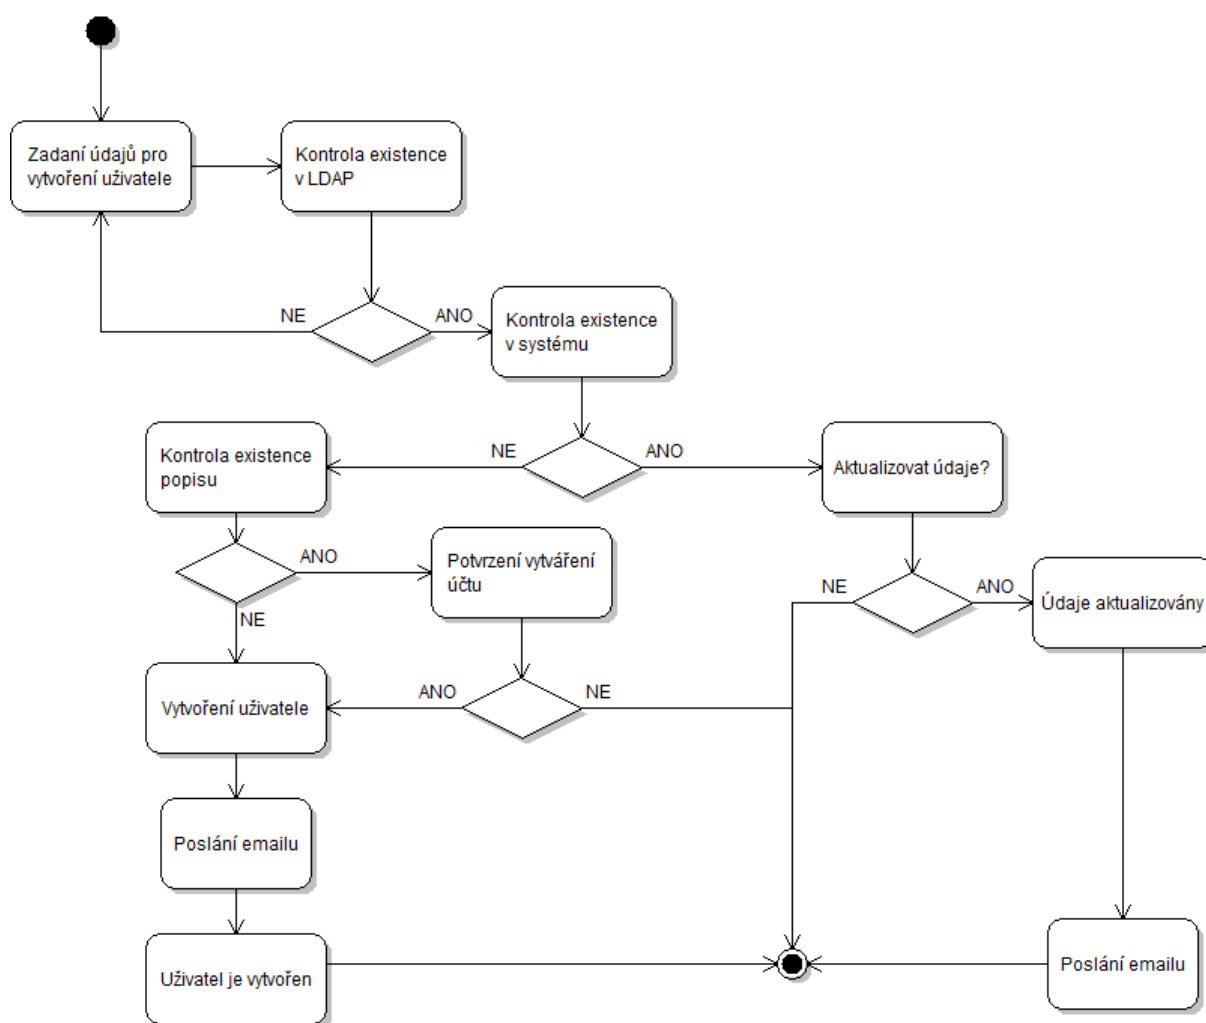 Zadaní údajů pro
vytvoření uživatele
Kontrola existence
v LDAP
NE
ANO
Kontrola existence
v systému
Kontrola existence
popisu
NE
ANO
Aktualizovat údaje?
ANO
Potvrzení vytváření
účtu
NE
ANO
Údaje aktualizovány
NE
Vytvoření uživatele
ANO
NE
Poslání emailu
Uživatel je vytvořen
Poslání emailu